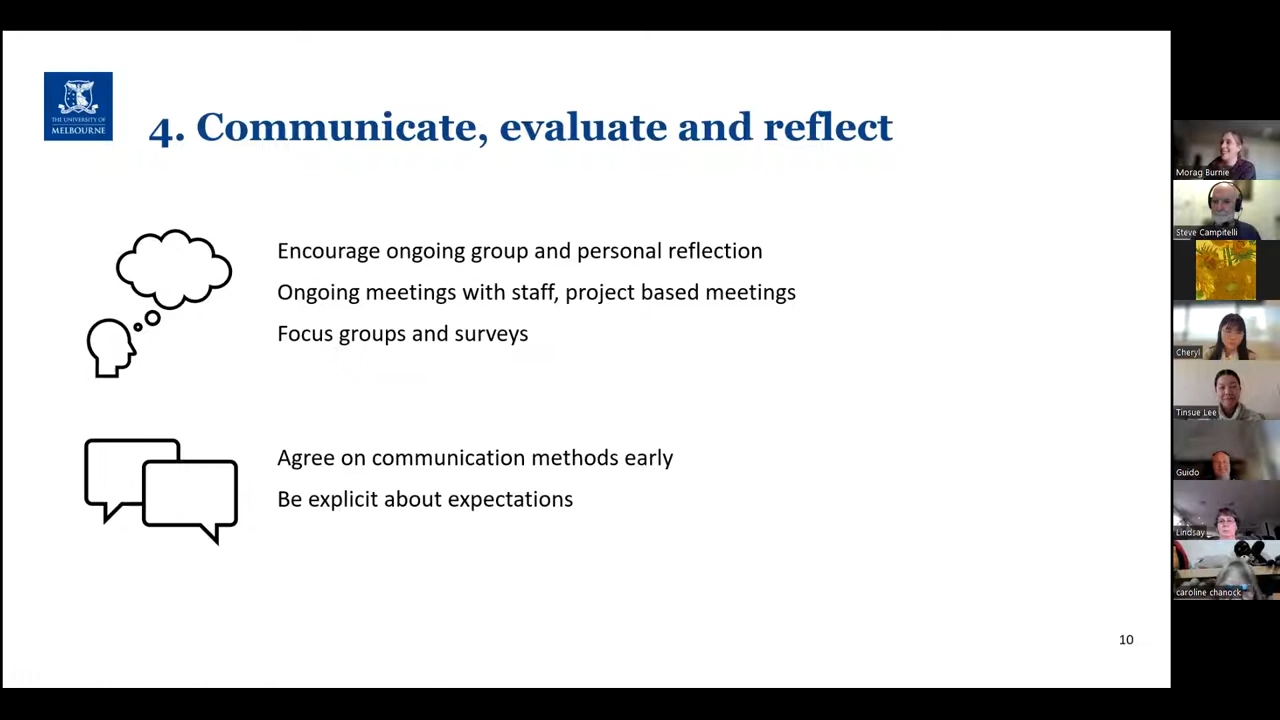 THE UNIVERSITY OF
MELBOURNE
4. Communicate, evaluate and reflect
Encourage ongoing group and personal reflection
Ongoing meetings with staff, project based meetings
Focus groups and surveys
Agree on communication methods early
Be explicit about expectations
10
Morag Burnie
Steve Campitelli
Cheryl
Tinsue Lee
Guido
Lindsay
caroline chanock